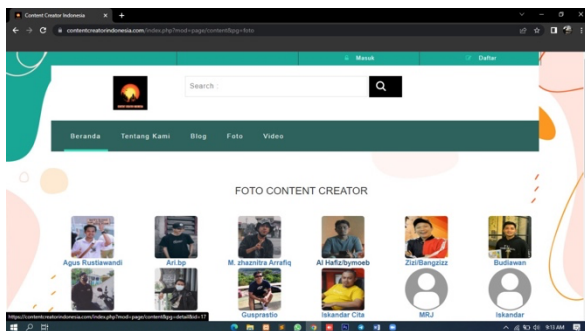 Content Creator Indonesia
contentcreatorindonesia.com/index.php?mod=page/content&pg=foto
Masuk
Daftar
Search :
Beranda
Tentang Kami
Blog
Foto
Video
FOTO CONTENT CREATOR
Agus Rustiawandi
Ari.bp
M. zhaznitra Arrafiq
Al Hafiz/bymoeb
Zizi/Bangzizz
Budiawan
Gusprastio
Iskandar Cita
MRJ
Iskandar
https://contentcreatorindonesia.com/index.php?mod=page/content&pg=detail&id=17
9:13 AM